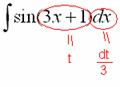 ∫ sin(3x+1)dx
= =
t dt/3